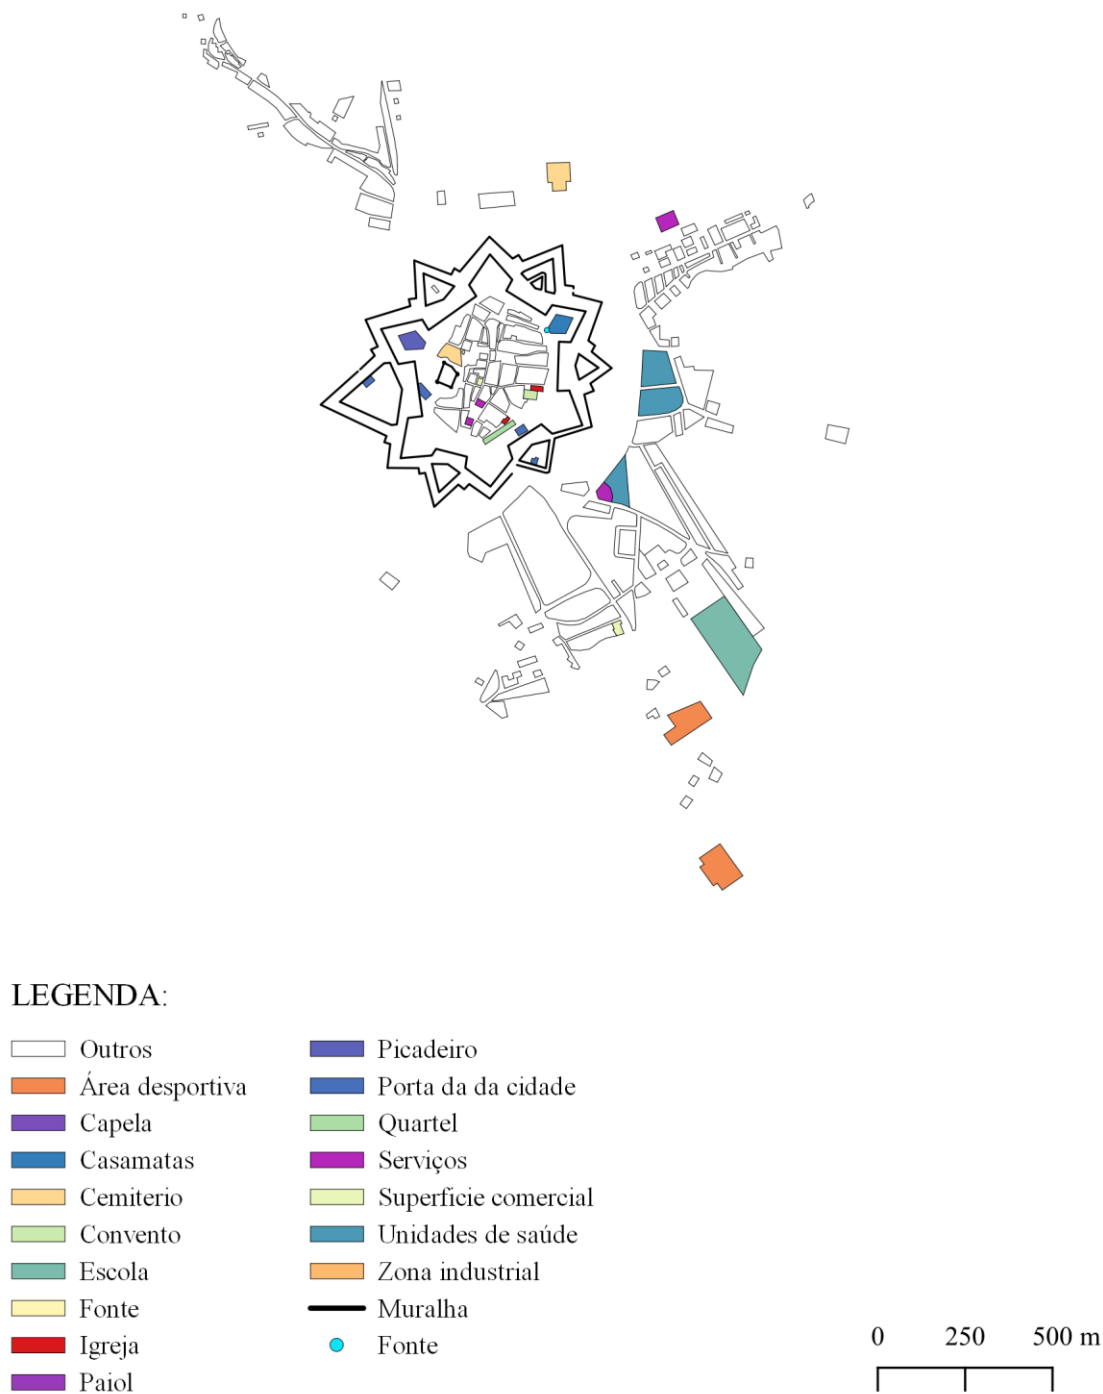 LEGENDA:
Outros
Área desportiva
Capela
Casamatas
Cemiterio
Convento
Escola
Fonte
Igreja
Paiol
Picadeiro
Porta da da cidade
Quartel
Serviços
Superficie comercial
Unidades de saúde
Zona industrial
Muralha
Fonte
0 250 500 m